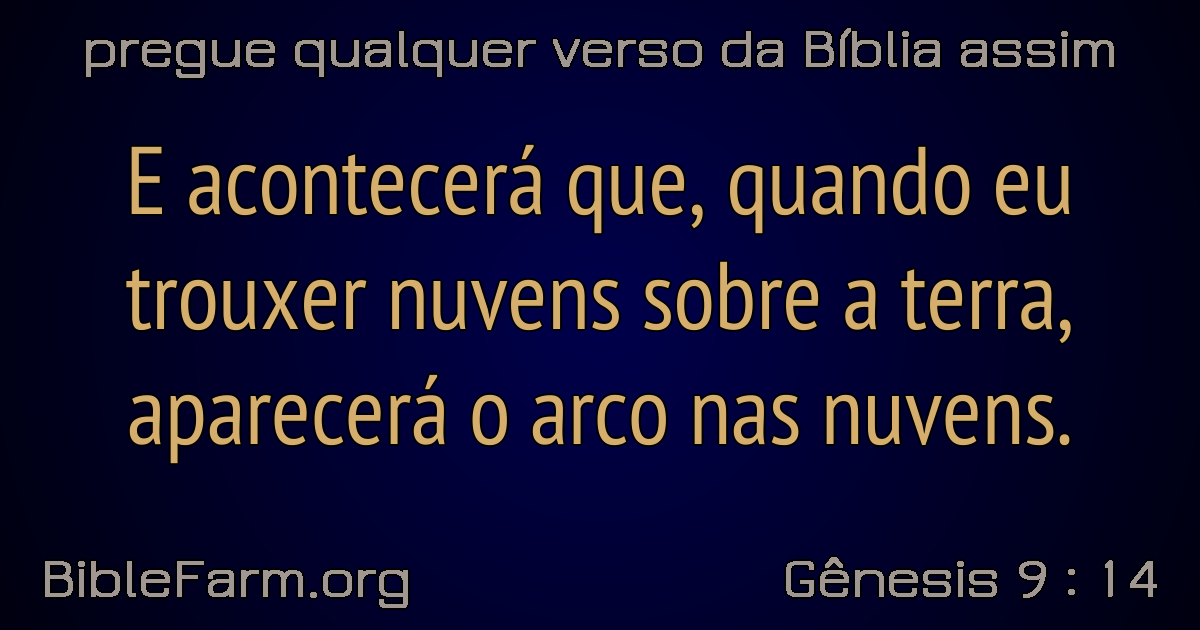 pregue qualquer verso da Bíblia assim
E acontecerá que, quando eu
trouxer nuvens sobre a terra,
aparecerá o arco nas nuvens.
BibleFarm.org
Gênesis 9 : 14